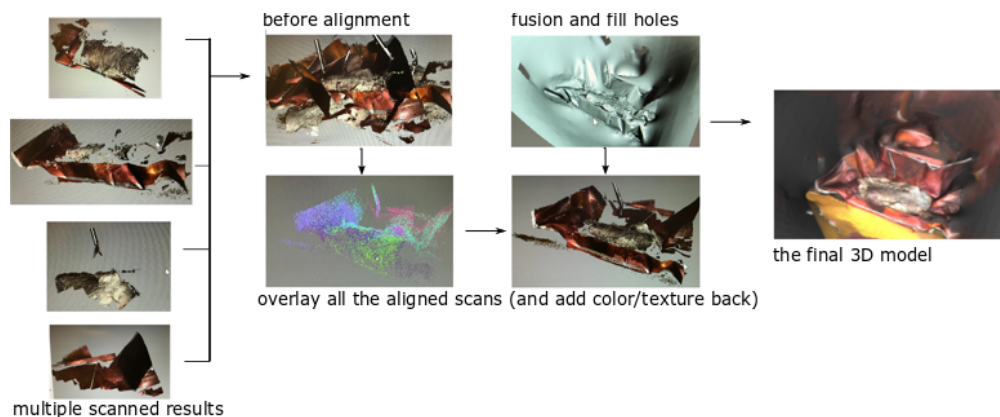 before alignment
fusion and fill holes
the final 3D model
overlay all the aligned scans (and add color/texture back)
multiple scanned results